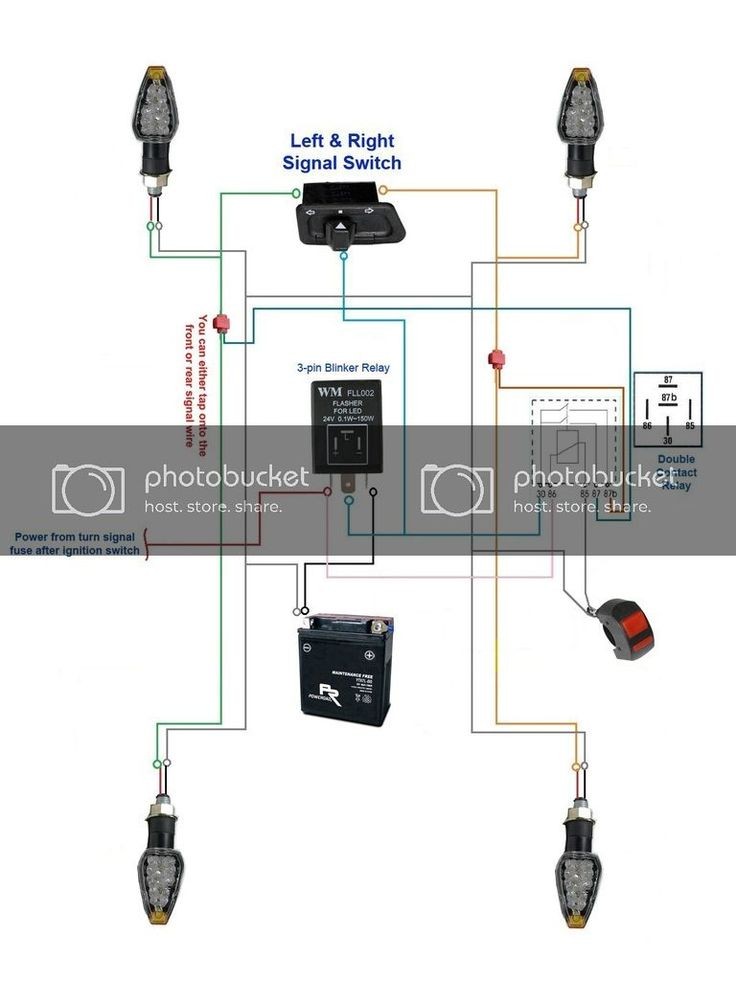 Left & Right
Signal Switch
You can either tap onto the
front or rear signal wire
3-pin Blinker Relay
WM FLL002
FLASHER
FOR LED
24V 0.1W~150W
L
87
87b
86
85
30
Double
Contact
Relay
photobucket
host. store. share.
photobucket
host. store. share.
30 86 85 87 87b
Power from turn signal
fuse after ignition switch
MAINTENANCE FREE
PR